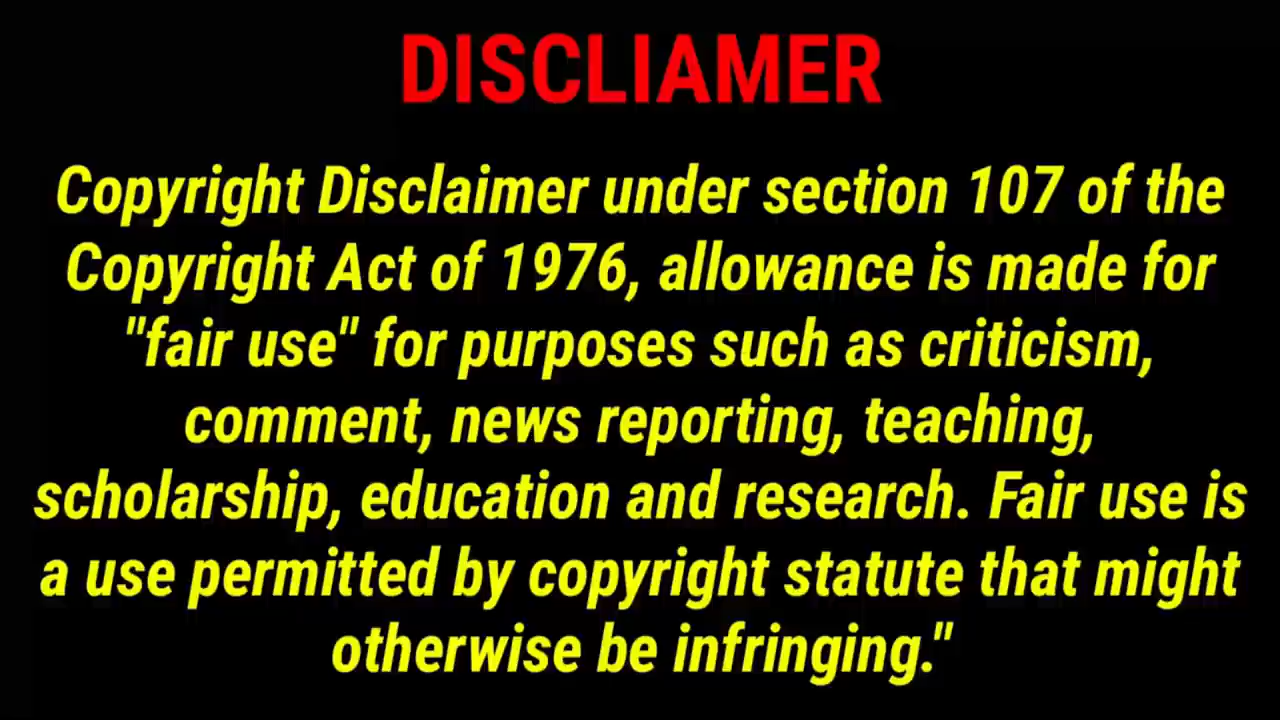 DISCLIAMER
Copyright Disclaimer under section 107 of the
Copyright Act of 1976, allowance is made for
"fair use" for purposes such as criticism,
comment, news reporting, teaching,
scholarship, education and research. Fair use is
a use permitted by copyright statute that might
otherwise be infringing."